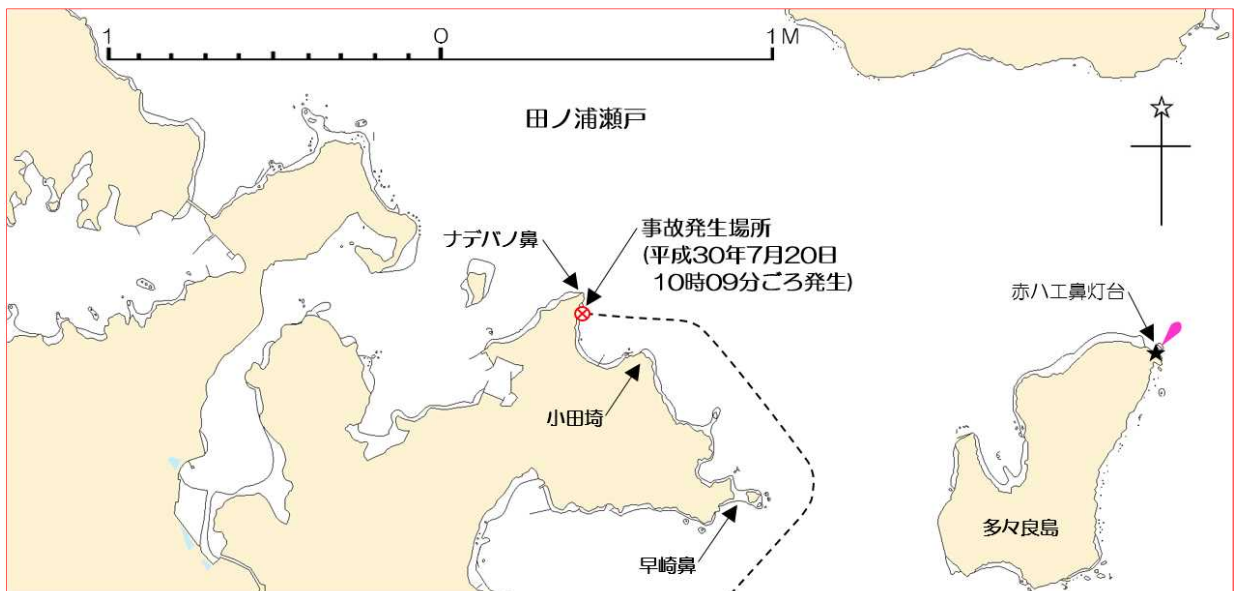 1 0 1M
田ノ浦瀬戸
ナデバノ鼻
事故発生場所
(平成30年7月20日
10時09分ごろ発生)
赤ハエ鼻灯台
小田埼
多々良島
早崎鼻